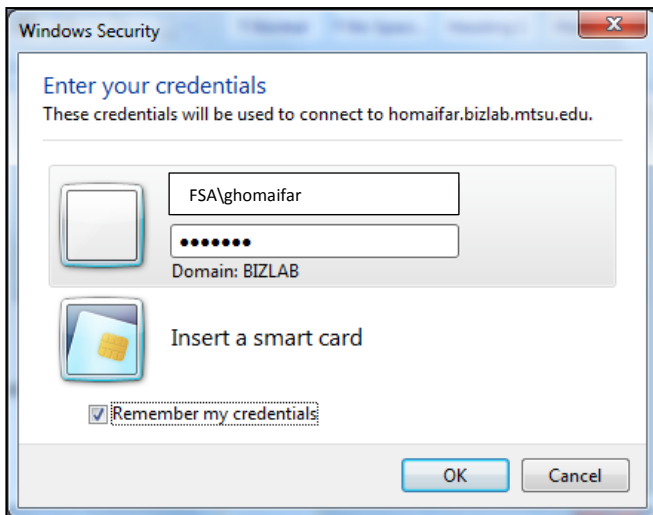 Windows Security
Enter your credentials
These credentials will be used to connect to homaifar.bizlab.mtsu.edu.
FSA\ghomaifar
●●●●●●●
Domain: BIZLAB
Insert a smart card
Remember my credentials
OK
Cancel